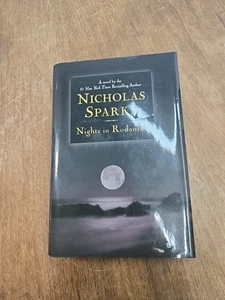 A novel by the
#1 New York Times Bestselling Author
NICHOLAS
SPARKS
Nights in Rodanthe